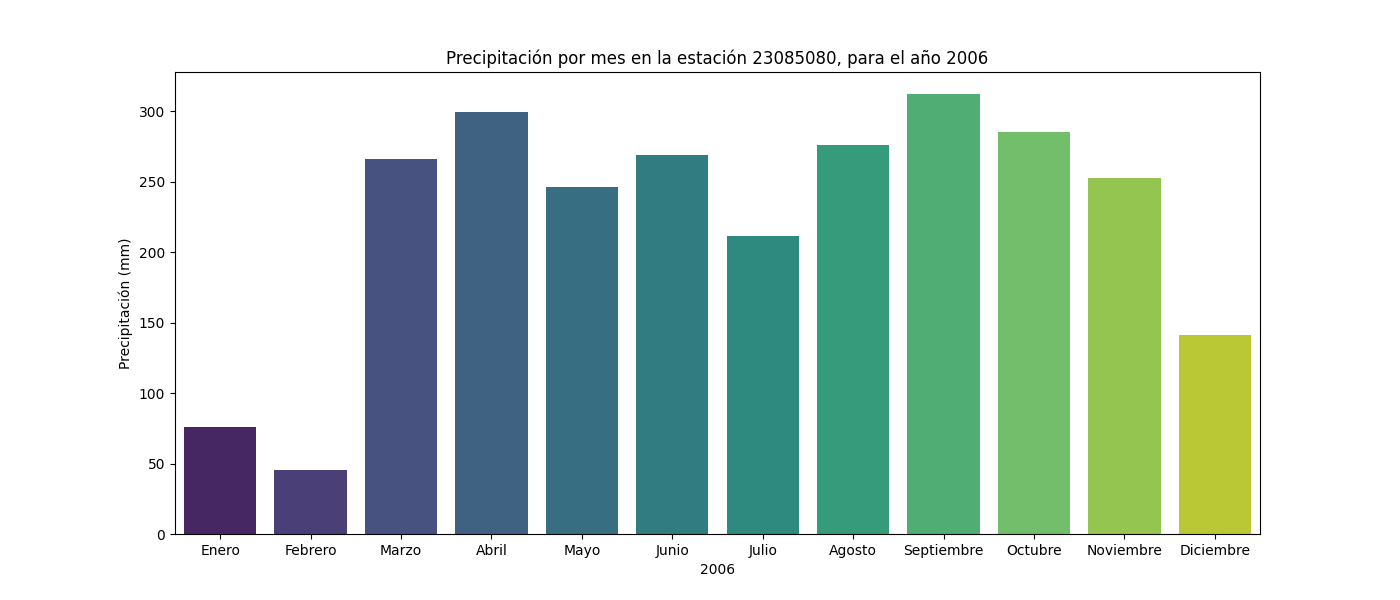 Precipitación por mes en la estación 23085080, para el año 2006
Precipitación (mm)
300
250
200
150
100
50
0
Enero Febrero Marzo Abril Mayo Junio Julio Agosto Septiembre Octubre Noviembre Diciembre
2006